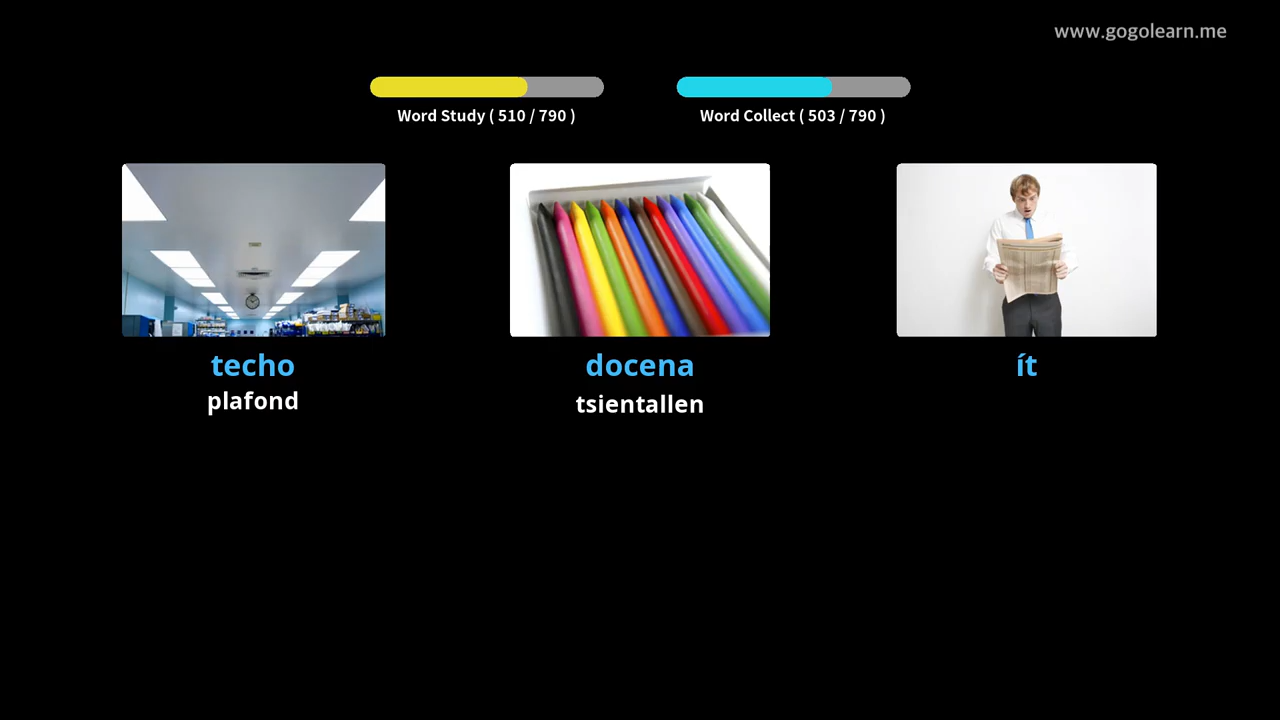 www.gogolearn.me
Word Study ( 510 / 790 )
Word Collect ( 503 / 790 )
techo
docena
ít
plafond
tsientallen